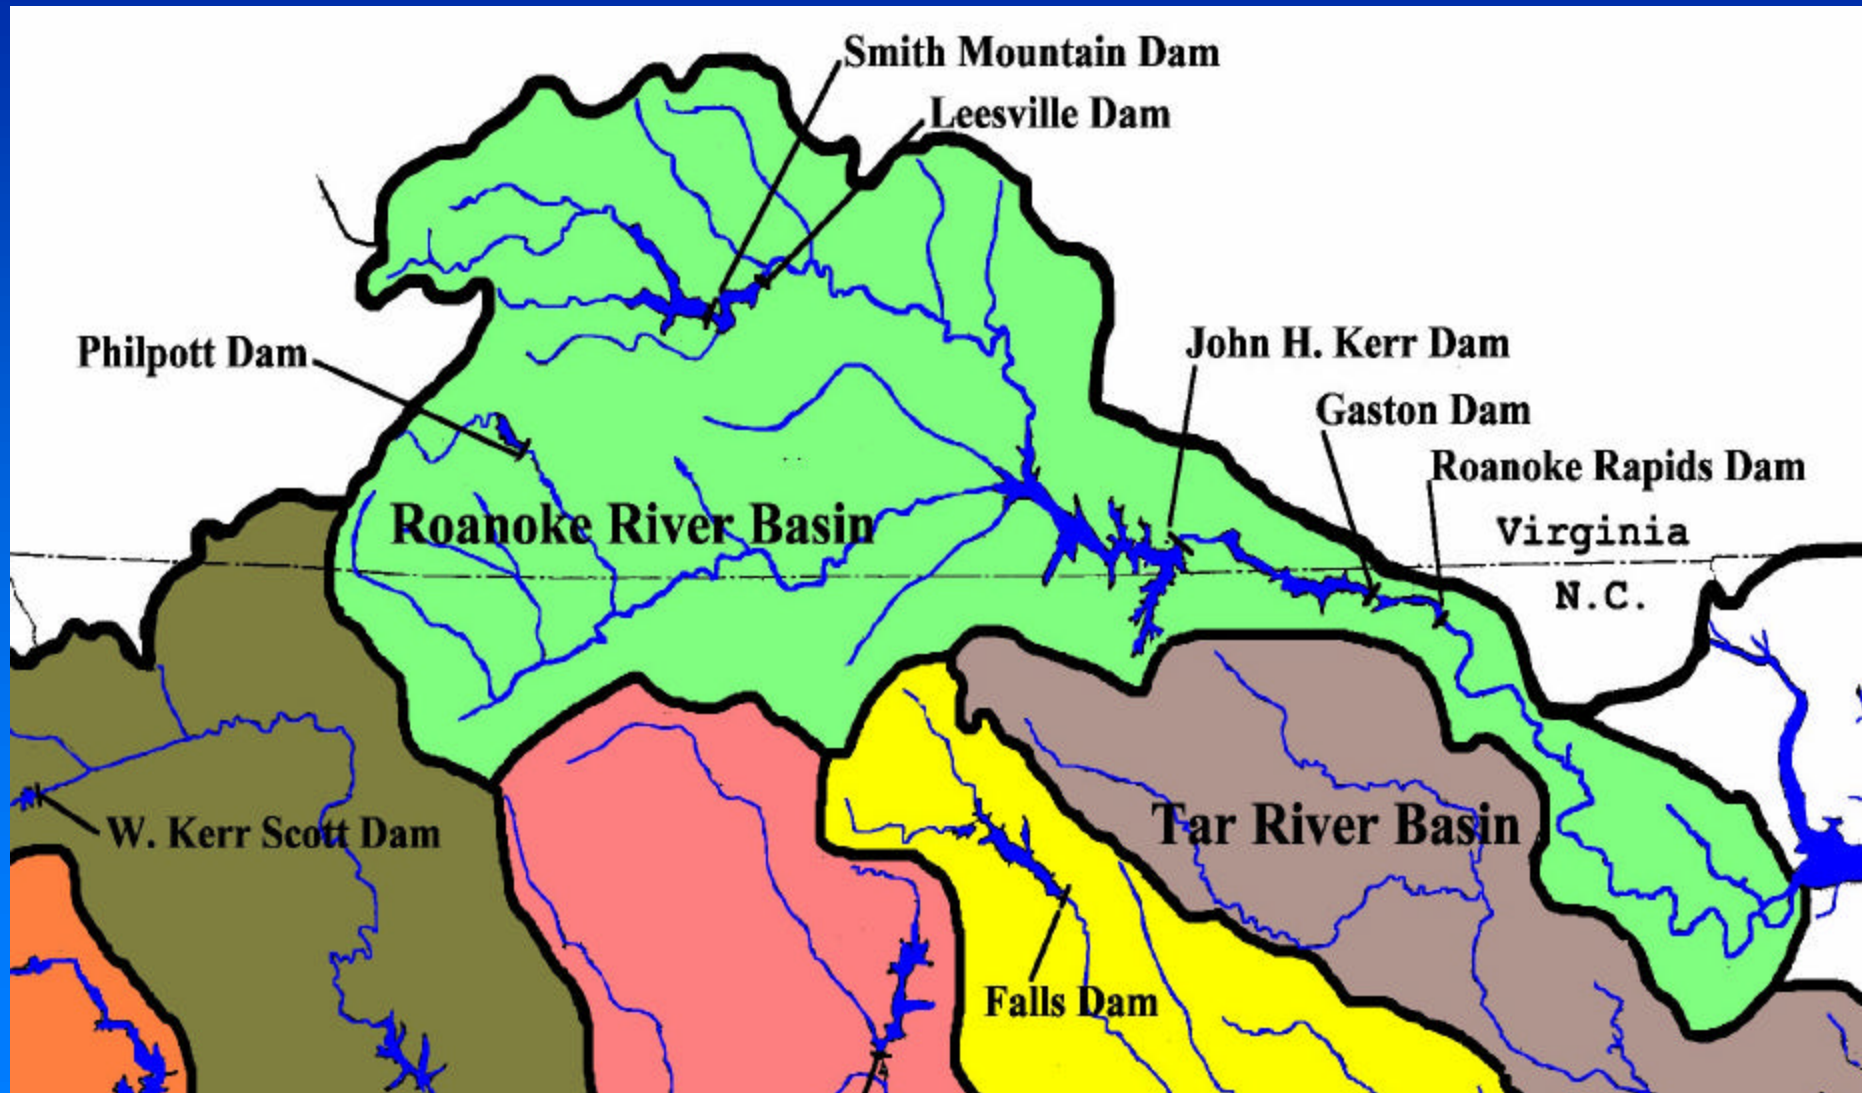 Smith Mountain Dam
Leesville Dam
Philpott Dam
John H. Kerr Dam
Gaston Dam
Roanoke Rapids Dam
Roanoke River Basin
Virginia
N.C.
Tar River Basin
W. Kerr Scott Dam
Falls Dam